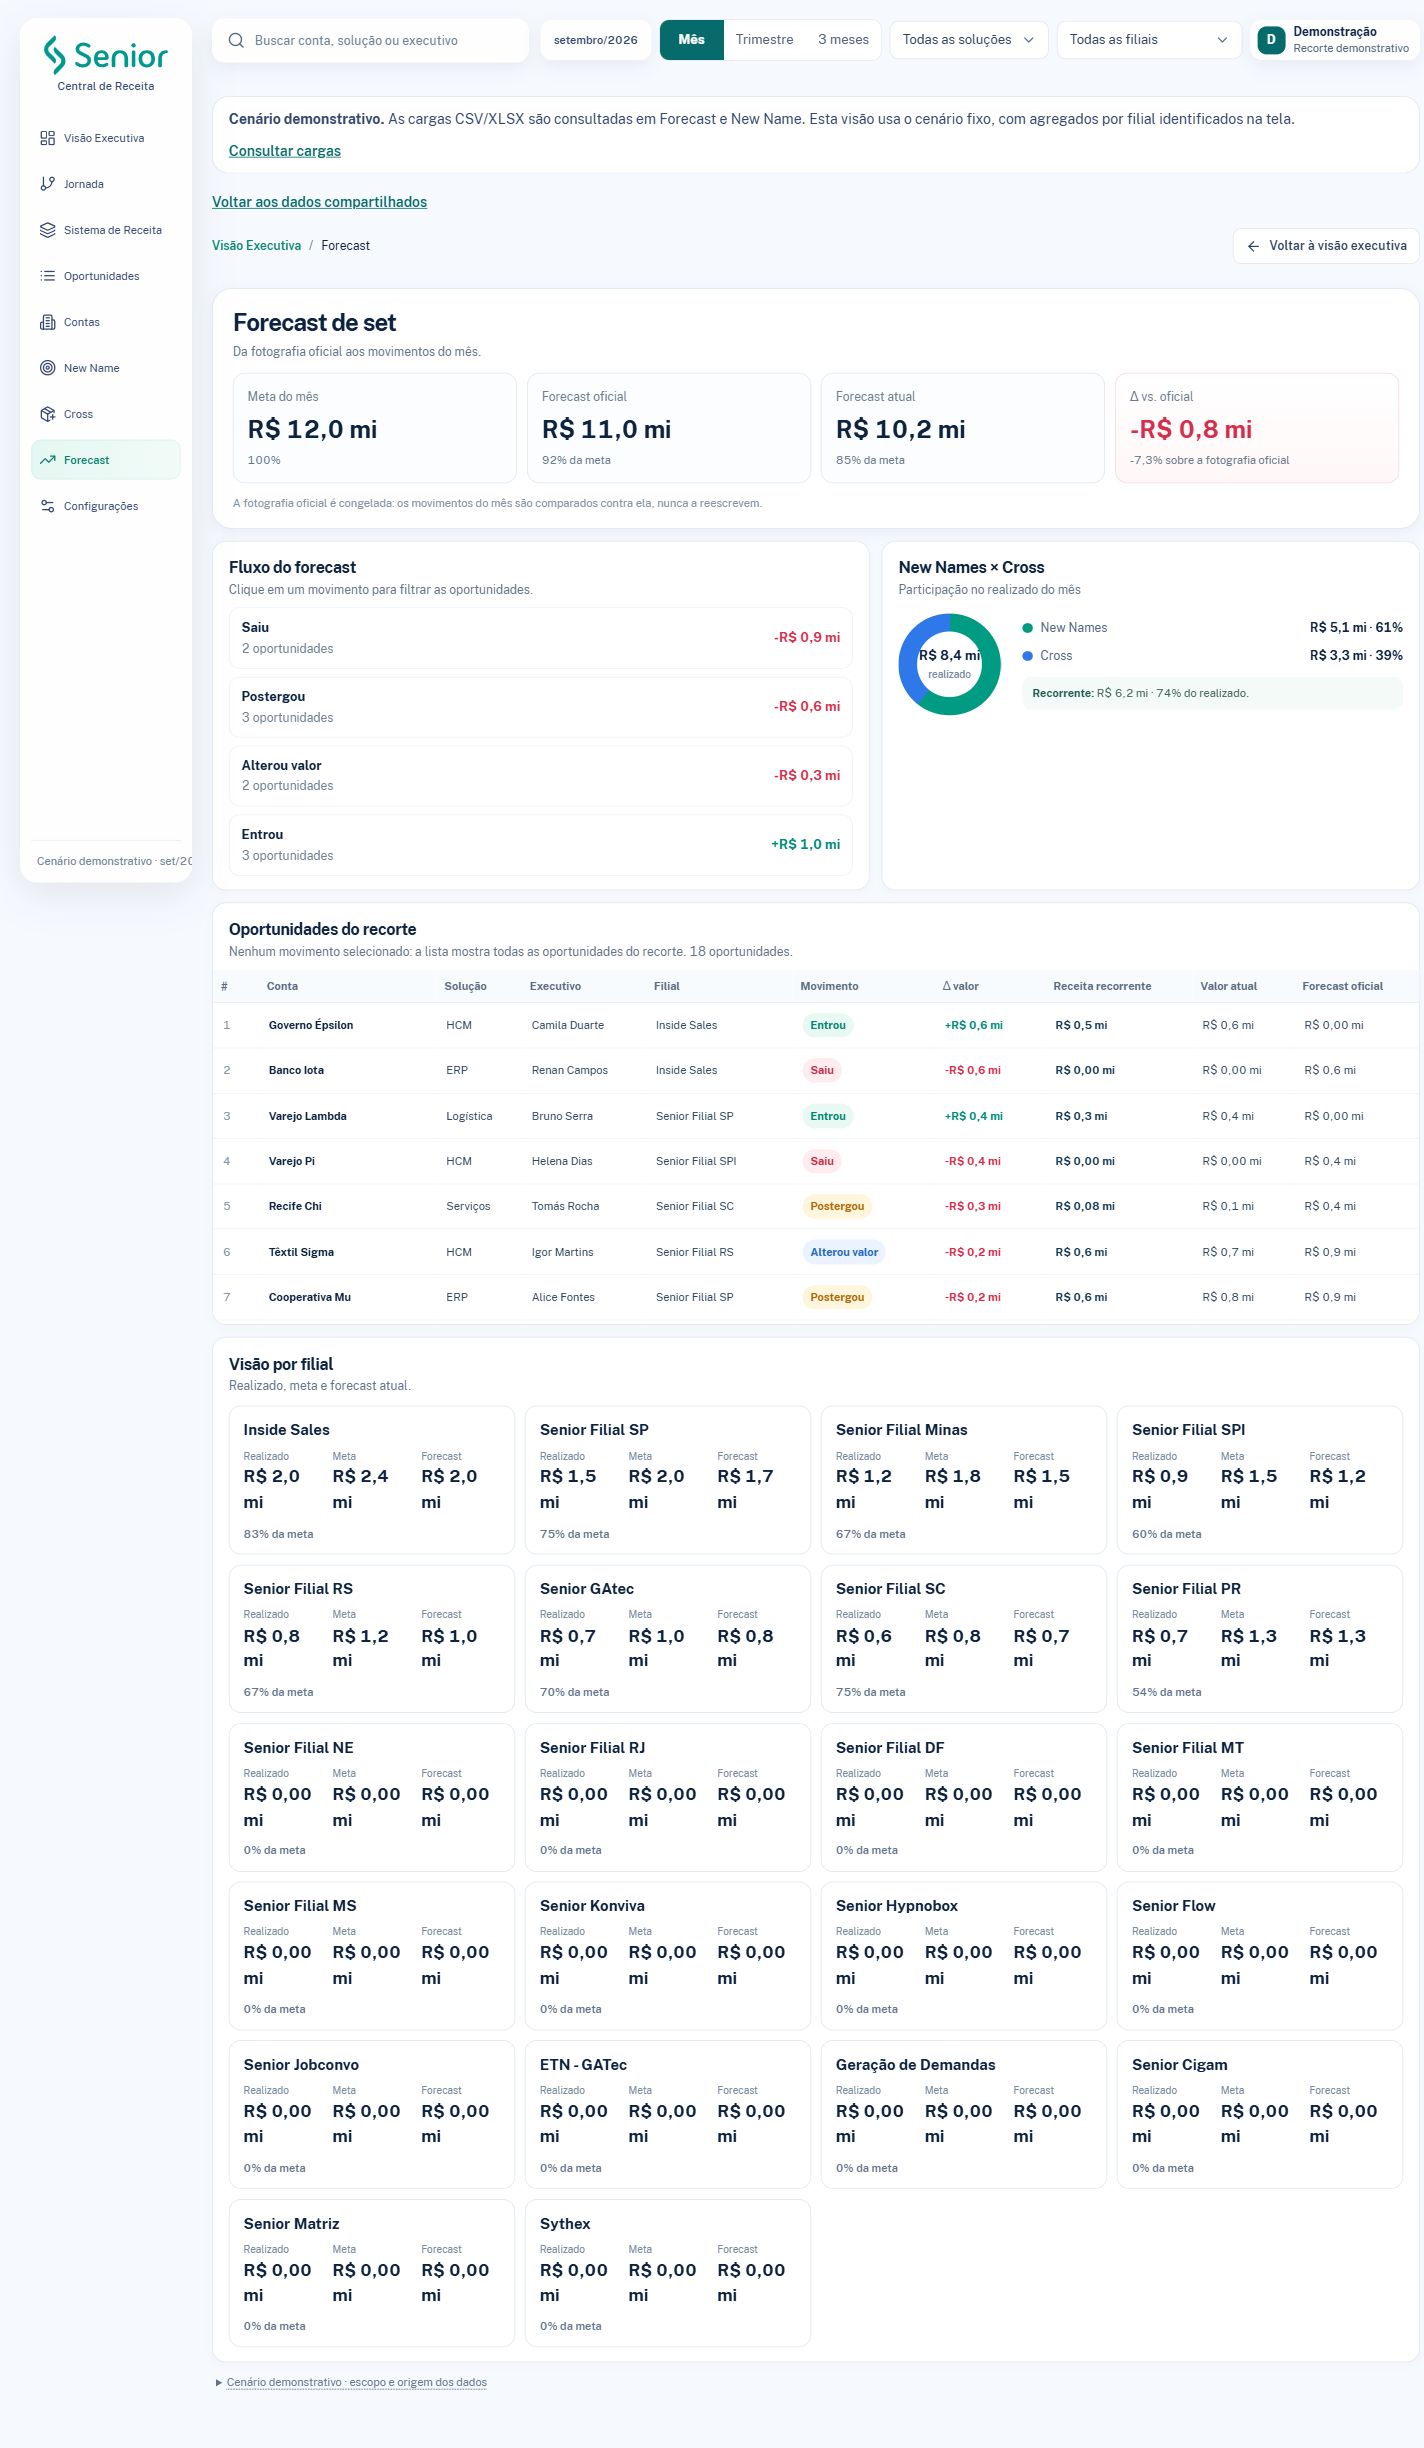 Senior
Central de Receita
Visão Executiva
Jornada
Sistema de Receita
Oportunidades
Contas
New Name
Cross
Forecast
Configurações
Cenário demonstrativo · set/20
Buscar conta, solução ou executivo
setembro/2026
Mês
Trimestre
3 meses
Todas as soluções
Todas as filiais
D
Demonstração
Recorte demonstrativo
Cenário demonstrativo. As cargas CSV/XLSX são consultadas em Forecast e New Name. Esta visão usa o cenário fixo, com agregados por filial identificados na tela.
Consultar cargas
Voltar aos dados compartilhados
Visão Executiva / Forecast
Voltar à visão executiva
Forecast de set
Da fotografia oficial aos movimentos do mês.
Meta do mês
R$ 12,0 mi
100%
Forecast oficial
R$ 11,0 mi
92% da meta
Forecast atual
R$ 10,2 mi
85% da meta
Δ vs. oficial
-R$ 0,8 mi
-7,3% sobre a fotografia oficial
A fotografia oficial é congelada: os movimentos do mês são comparados contra ela, nunca a reescrevem.
Fluxo do forecast
Clique em um movimento para filtrar as oportunidades.
Saiu
2 oportunidades
-R$ 0,9 mi
Postergou
3 oportunidades
-R$ 0,6 mi
Alterou valor
2 oportunidades
-R$ 0,3 mi
Entrou
3 oportunidades
+R$ 1,0 mi
New Names × Cross
Participação no realizado do mês
R$ 8,4 mi
realizado
New Names R$ 5,1 mi · 61%
Cross R$ 3,3 mi · 39%
Recorrente: R$ 6,2 mi · 74% do realizado.
Oportunidades do recorte
Nenhum movimento selecionado: a lista mostra todas as oportunidades do recorte. 18 oportunidades.
# Conta Solução Executivo Filial Movimento Δ valor Receita recorrente Valor atual Forecast oficial
1 Governo Épsilon HCM Camila Duarte Inside Sales Entrou +R$ 0,6 mi R$ 0,5 mi R$ 0,6 mi R$ 0,00 mi
2 Banco Iota ERP Renan Campos Inside Sales Saiu -R$ 0,6 mi R$ 0,00 mi R$ 0,00 mi R$ 0,6 mi
3 Varejo Lambda Logística Bruno Serra Senior Filial SP Entrou +R$ 0,4 mi R$ 0,3 mi R$ 0,4 mi R$ 0,00 mi
4 Varejo Pi HCM Helena Dias Senior Filial SPI Saiu -R$ 0,4 mi R$ 0,00 mi R$ 0,00 mi R$ 0,4 mi
5 Recife Chi Serviços Tomás Rocha Senior Filial SC Postergou -R$ 0,3 mi R$ 0,08 mi R$ 0,1 mi R$ 0,4 mi
6 Têxtil Sigma HCM Igor Martins Senior Filial RS Alterou valor -R$ 0,2 mi R$ 0,6 mi R$ 0,7 mi R$ 0,9 mi
7 Cooperativa Mu ERP Alice Fontes Senior Filial SP Postergou -R$ 0,2 mi R$ 0,6 mi R$ 0,8 mi R$ 0,9 mi
Visão por filial
Realizado, meta e forecast atual.
Inside Sales
Realizado Meta Forecast
R$ 2,0 R$ 2,4 R$ 2,0
mi mi mi
83% da meta
Senior Filial SP
Realizado Meta Forecast
R$ 1,5 R$ 2,0 R$ 1,7
mi mi mi
75% da meta
Senior Filial Minas
Realizado Meta Forecast
R$ 1,2 R$ 1,8 R$ 1,5
mi mi mi
67% da meta
Senior Filial SPI
Realizado Meta Forecast
R$ 0,9 R$ 1,5 R$ 1,2
mi mi mi
60% da meta
Senior Filial RS
Realizado Meta Forecast
R$ 0,8 R$ 1,2 R$ 1,0
mi mi mi
67% da meta
Senior GAtec
Realizado Meta Forecast
R$ 0,7 R$ 1,0 R$ 0,8
mi mi mi
70% da meta
Senior Filial SC
Realizado Meta Forecast
R$ 0,6 R$ 0,8 R$ 0,7
mi mi mi
75% da meta
Senior Filial PR
Realizado Meta Forecast
R$ 0,7 R$ 1,3 R$ 1,3
mi mi mi
54% da meta
Senior Filial NE
Realizado Meta Forecast
R$ 0,00 R$ 0,00 R$ 0,00
mi mi mi
0% da meta
Senior Filial RJ
Realizado Meta Forecast
R$ 0,00 R$ 0,00 R$ 0,00
mi mi mi
0% da meta
Senior Filial DF
Realizado Meta Forecast
R$ 0,00 R$ 0,00 R$ 0,00
mi mi mi
0% da meta
Senior Filial MT
Realizado Meta Forecast
R$ 0,00 R$ 0,00 R$ 0,00
mi mi mi
0% da meta
Senior Filial MS
Realizado Meta Forecast
R$ 0,00 R$ 0,00 R$ 0,00
mi mi mi
0% da meta
Senior Konviva
Realizado Meta Forecast
R$ 0,00 R$ 0,00 R$ 0,00
mi mi mi
0% da meta
Senior Hypnobox
Realizado Meta Forecast
R$ 0,00 R$ 0,00 R$ 0,00
mi mi mi
0% da meta
Senior Flow
Realizado Meta Forecast
R$ 0,00 R$ 0,00 R$ 0,00
mi mi mi
0% da meta
Senior Jobconvo
Realizado Meta Forecast
R$ 0,00 R$ 0,00 R$ 0,00
mi mi mi
0% da meta
ETN - GATec
Realizado Meta Forecast
R$ 0,00 R$ 0,00 R$ 0,00
mi mi mi
0% da meta
Geração de Demandas
Realizado Meta Forecast
R$ 0,00 R$ 0,00 R$ 0,00
mi mi mi
0% da meta
Senior Cigam
Realizado Meta Forecast
R$ 0,00 R$ 0,00 R$ 0,00
mi mi mi
0% da meta
Senior Matriz
Realizado Meta Forecast
R$ 0,00 R$ 0,00 R$ 0,00
mi mi mi
0% da meta
Sythex
Realizado Meta Forecast
R$ 0,00 R$ 0,00 R$ 0,00
mi mi mi
0% da meta
Cenário demonstrativo · escopo e origem dos dados